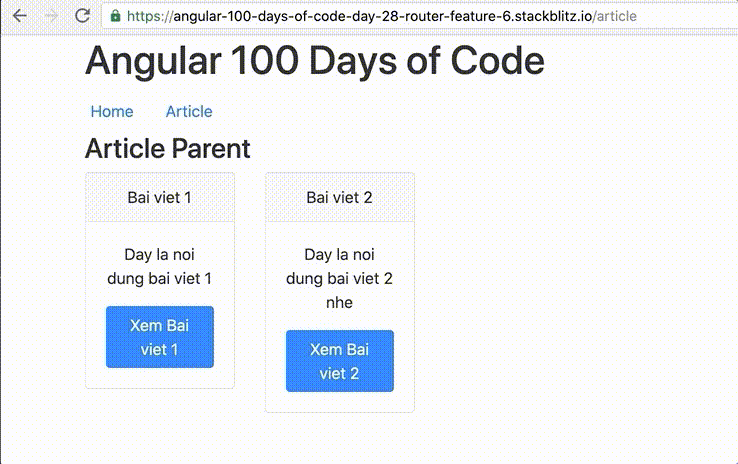 https://angular-100-days-of-code-day-28-router-feature-6.stackblitz.io/article
Angular 100 Days of Code
Home Article
Article Parent
Bai viet 1
Day la noi
dung bai viet 1
Xem Bai
viet 1
Bai viet 2
Day la noi
dung bai viet 2
nhe
Xem Bai
viet 2